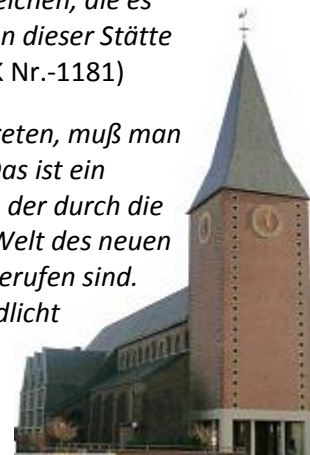 eichen, die es
n dieser Stätte
K Nr.-1181)
reten, muß man
Das ist ein
, der durch die
Welt des neuen
erufen sind.
dlicht